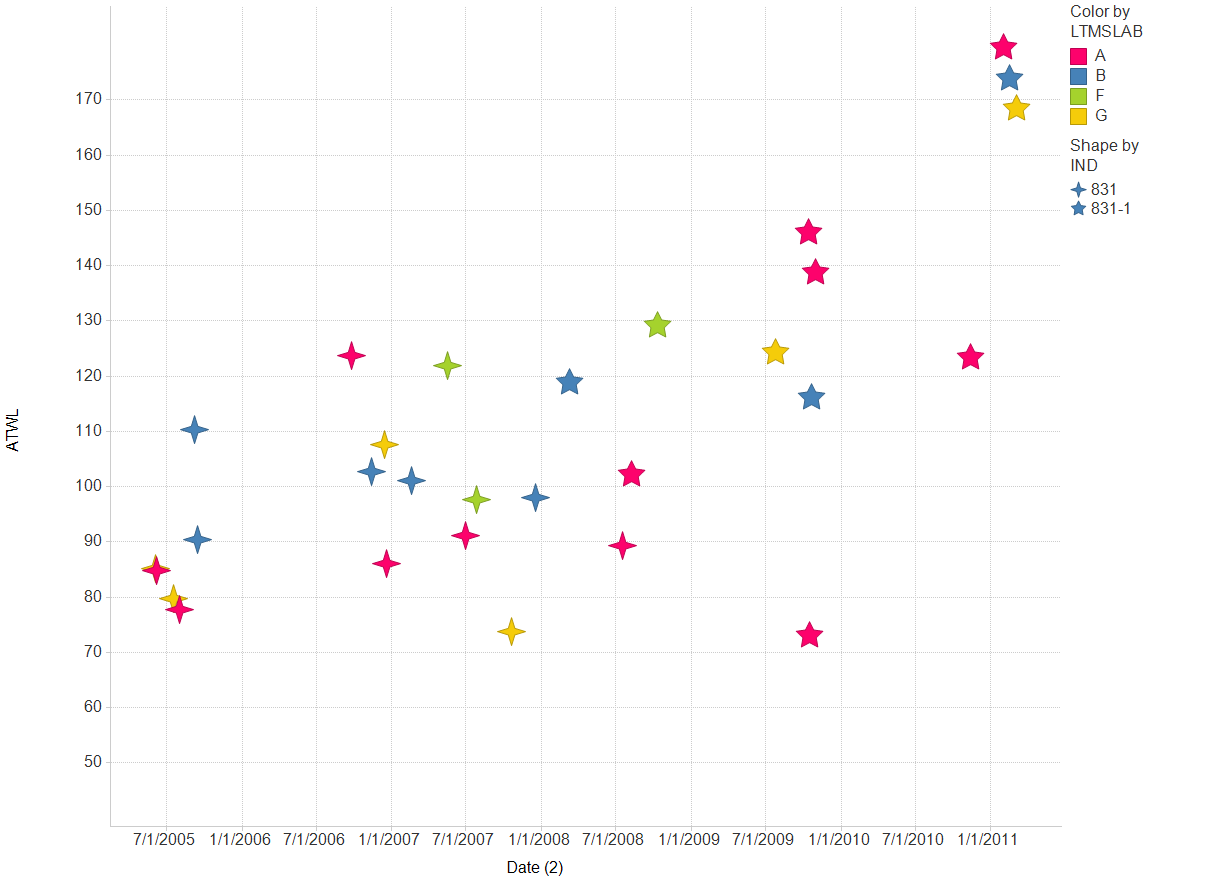 Color by
LTMSLAB
A
B
F
G
Shape by
IND
831
831-1
170
160
150
140
130
120
110
100
90
80
70
60
50
ATWL
7/1/2005 1/1/2006 7/1/2006 1/1/2007 7/1/2007 1/1/2008 7/1/2008 1/1/2009 7/1/2009 1/1/2010 7/1/2010 1/1/2011
Date (2)